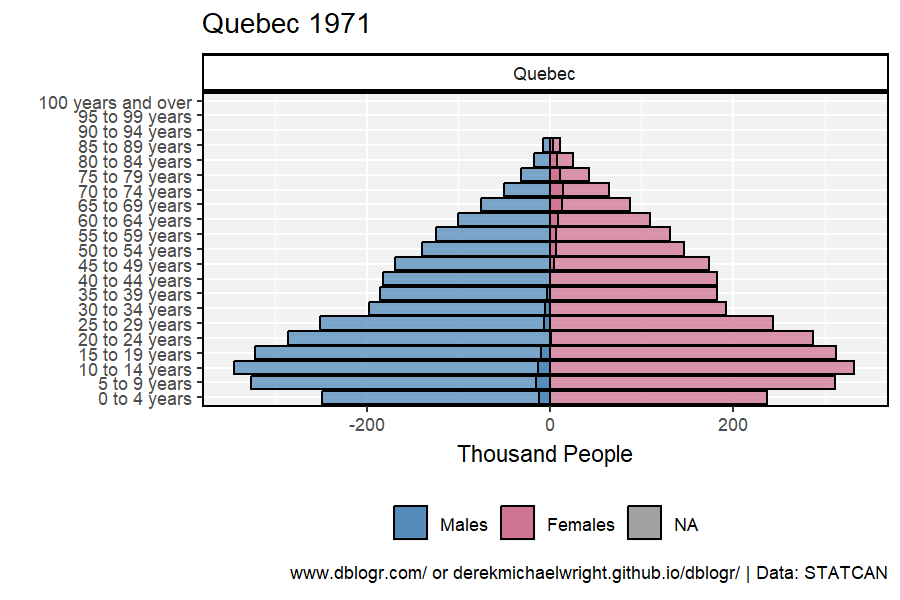 Quebec 1971
Quebec
100 years and over
95 to 99 years
90 to 94 years
85 to 89 years
80 to 84 years
75 to 79 years
70 to 74 years
65 to 69 years
60 to 64 years
55 to 59 years
50 to 54 years
45 to 49 years
40 to 44 years
35 to 39 years
30 to 34 years
25 to 29 years
20 to 24 years
15 to 19 years
10 to 14 years
5 to 9 years
0 to 4 years
-200 0 200
Thousand People
Males Females NA
www.dblogr.com/ or derekmichaelwright.github.io/dblogr/ | Data: STATCAN